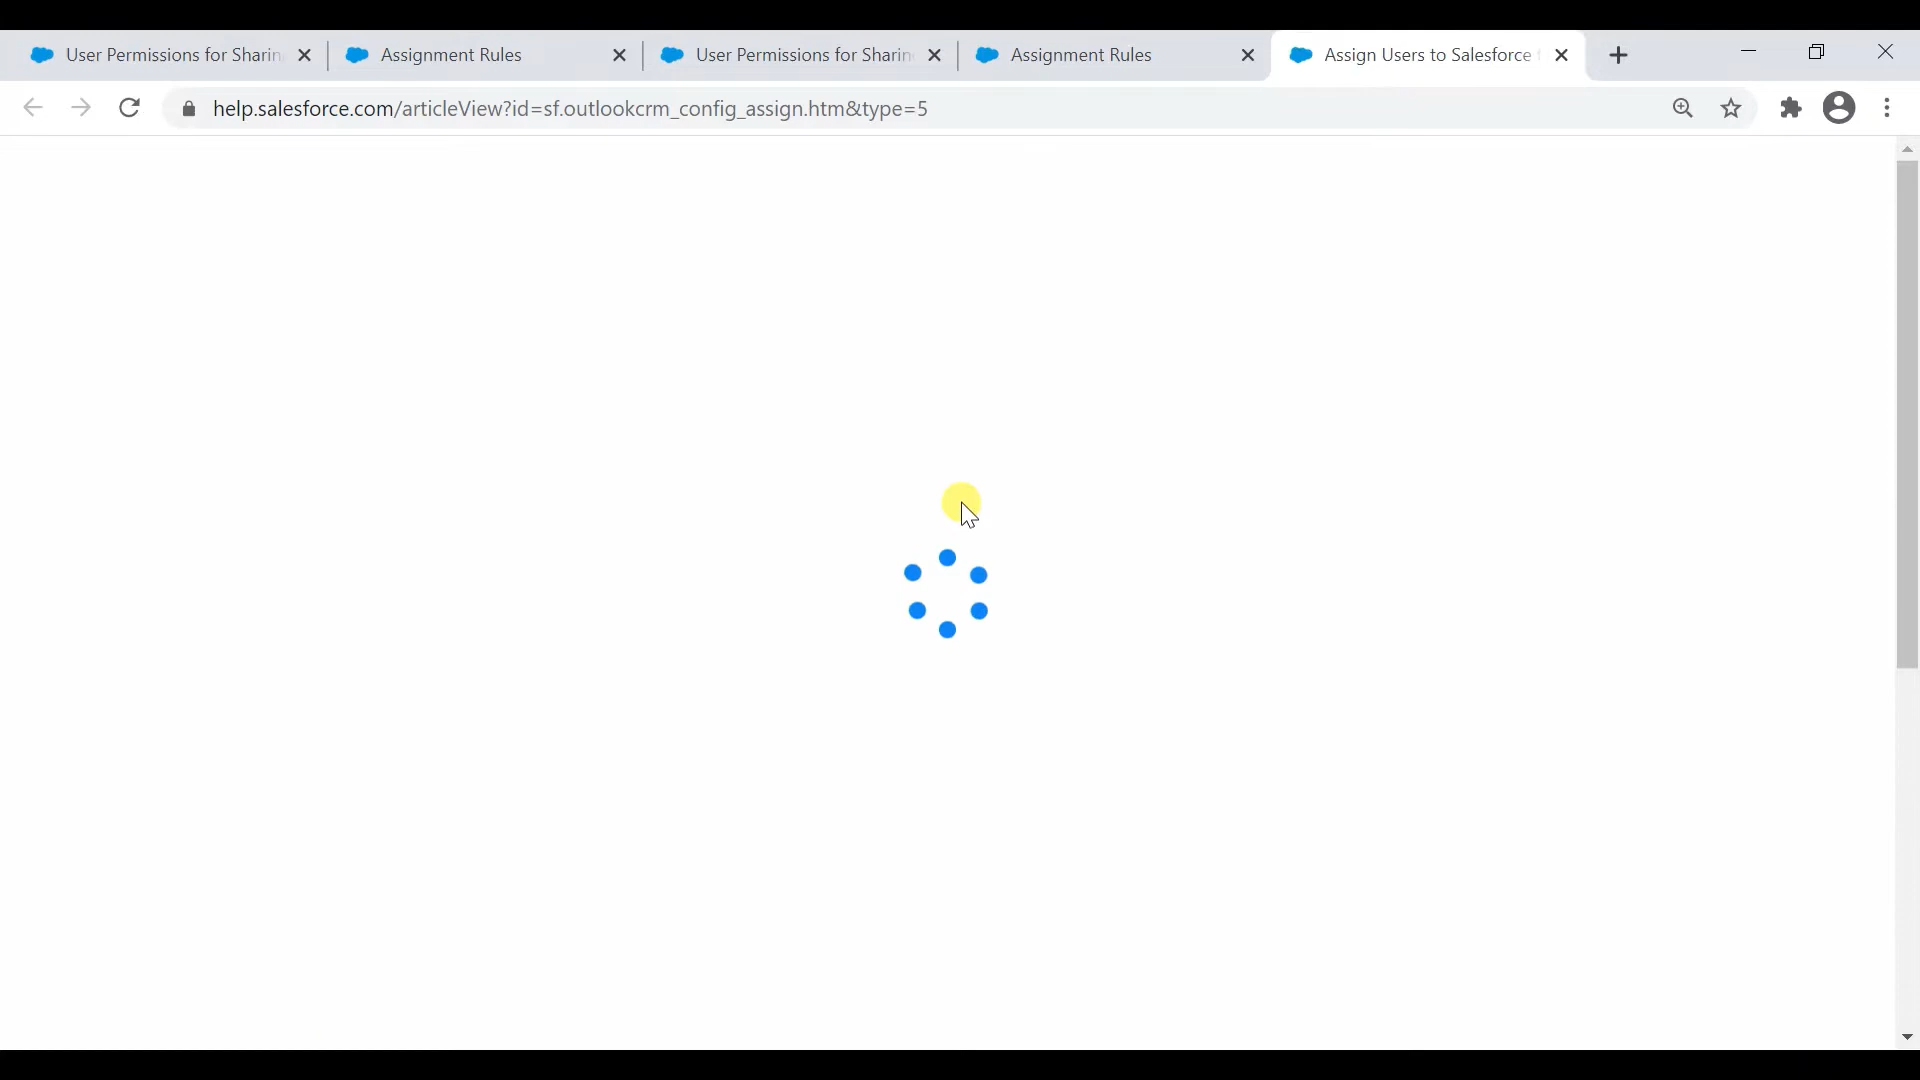 User Permissions for Sharin
Assignment Rules
User Permissions for Sharin
Assignment Rules
Assign Users to Salesforce
help.salesforce.com/articleView?id=sf.outlookcrm_config_assign.htm&type=5